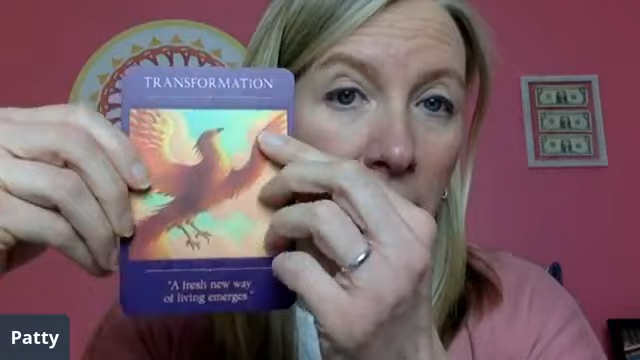 TRANSFORMATION
"A fresh new way
of living emerges."
Patty